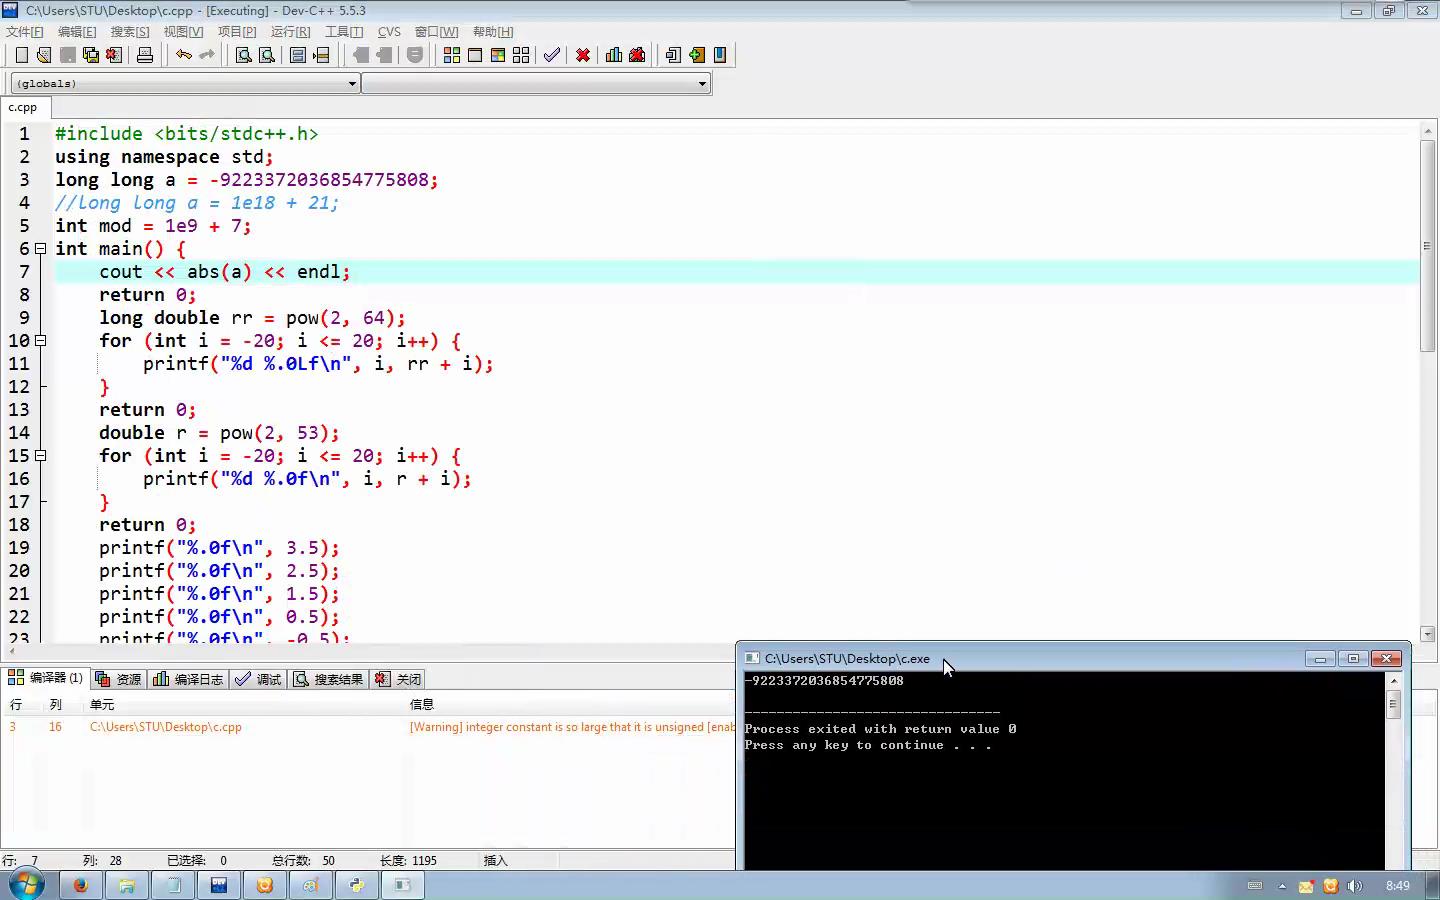 C:\Users\STU\Desktop\c.cpp - [Executing] - Dev-C++ 5.5.3
文件[F] 编辑[E] 搜索[S] 视图[V] 项目[P] 运行[R] 工具[T] CVS 窗口[W] 帮助[H]
(globals)
c.cpp
1 #include <bits/stdc++.h>
2 using namespace std;
3 long long a = -9223372036854775808;
4 //long long a = 1e18 + 21;
5 int mod = 1e9 + 7;
6 int main() {
7 cout << abs(a) << endl;
8 return 0;
9 long double rr = pow(2, 64);
10 for (int i = -20; i <= 20; i++) {
11 printf("%d %.0Lf\n", i, rr + i);
12 }
13 return 0;
14 double r = pow(2, 53);
15 for (int i = -20; i <= 20; i++) {
16 printf("%d %.0f\n", i, r + i);
17 }
18 return 0;
19 printf("%.0f\n", 3.5);
20 printf("%.0f\n", 2.5);
21 printf("%.0f\n", 1.5);
22 printf("%.0f\n", 0.5);
23 printf("%.0f\n", -0.5);
编译器 (1) 资源 编译日志 调试 搜索结果 关闭
行 列 单元 信息
3 16 C:\Users\STU\Desktop\c.cpp [Warning] integer constant is so large that it is unsigned [enab
C:\Users\STU\Desktop\c.exe
-9223372036854775808
--------------------------------
Process exited with return value 0
Press any key to continue . . .
行: 7 列: 28 已选择: 0 总行数: 50 长度: 1195 插入
8:49